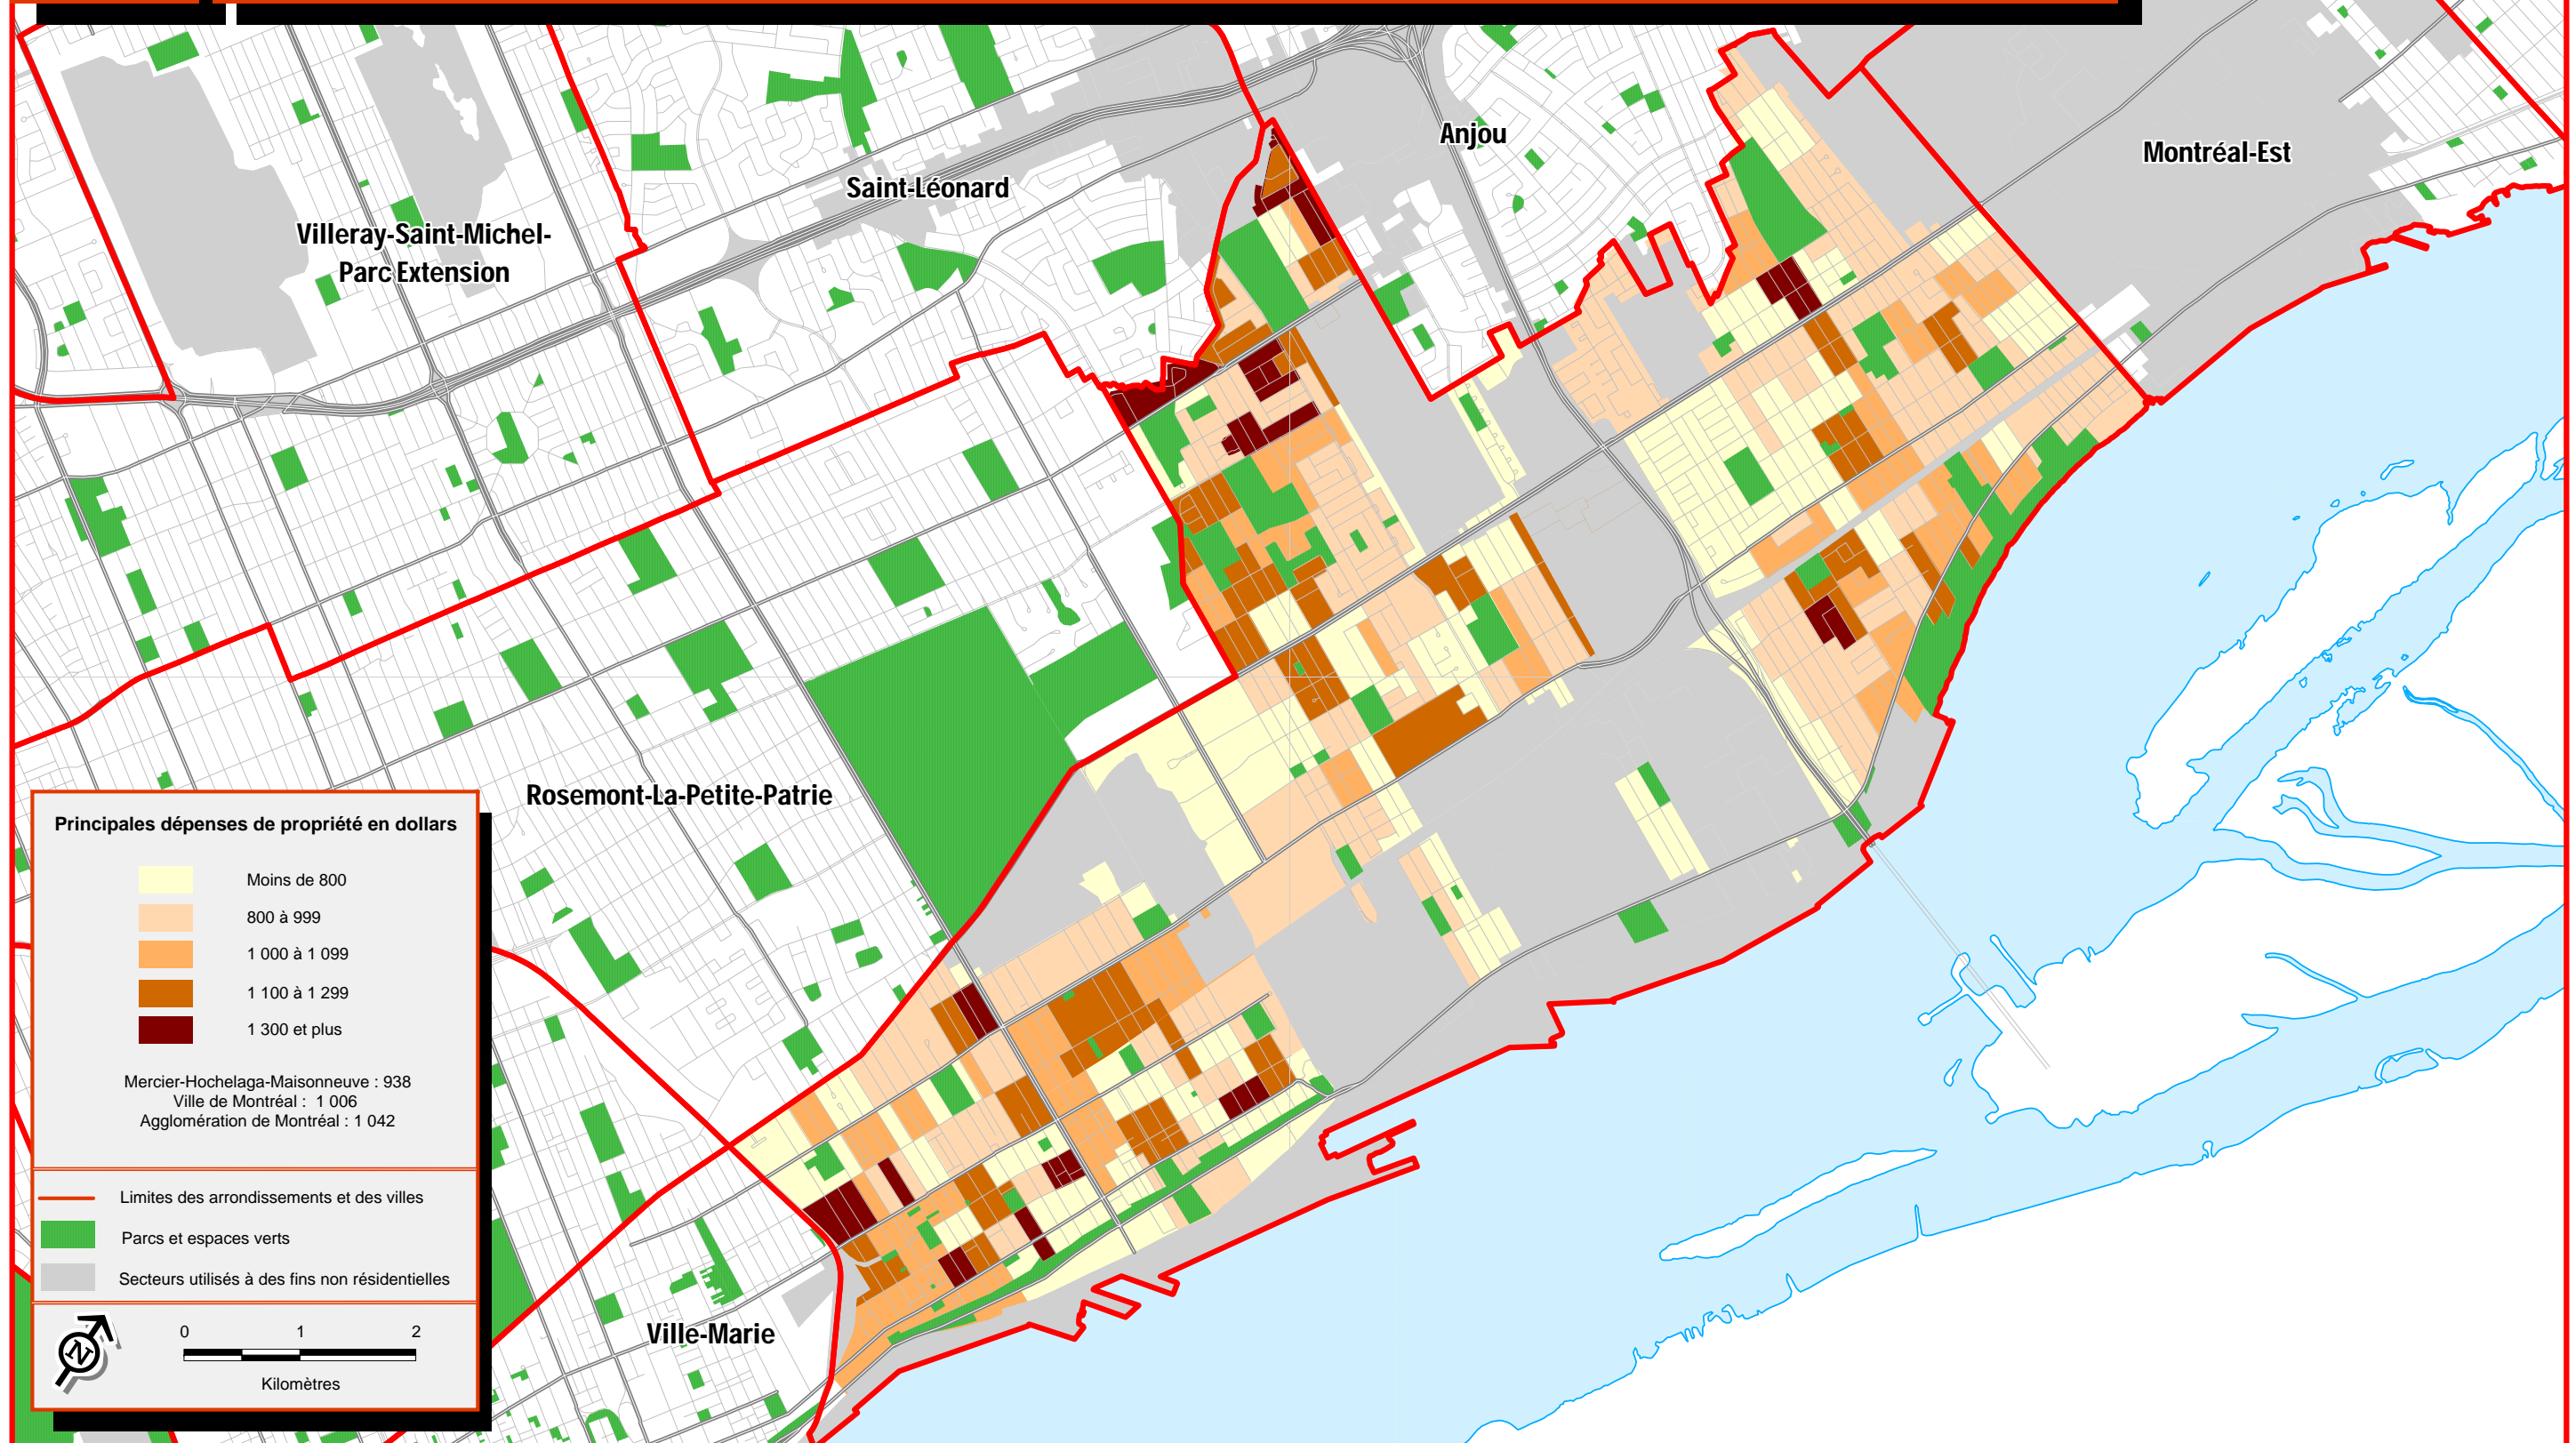 Anjou
Montréal-Est
Saint-Léonard
Villeray-Saint-Michel-
Parc Extension
Rosemont-La-Petite-Patrie
Ville-Marie
Principales dépenses de propriété en dollars
Moins de 800
800 à 999
1 000 à 1 099
1 100 à 1 299
1 300 et plus
Mercier-Hochelaga-Maisonneuve : 938
Ville de Montréal : 1 006
Agglomération de Montréal : 1 042
Limites des arrondissements et des villes
Parcs et espaces verts
Secteurs utilisés à des fins non résidentielles
N
0 1 2
Kilomètres